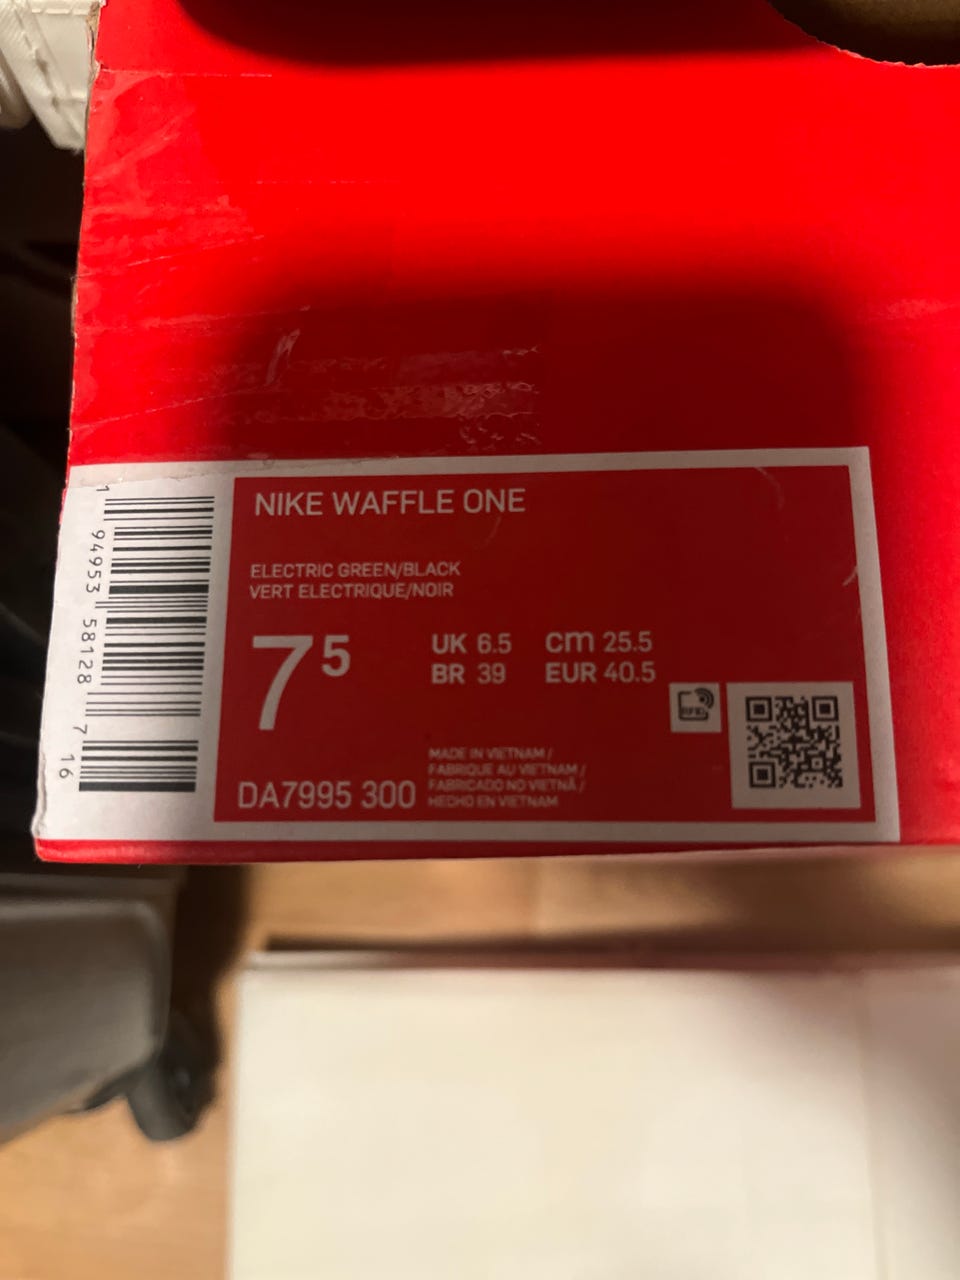 NIKE WAFFLE ONE
ELECTRIC GREEN/BLACK
VERT ELECTRIQUE/NOIR
7⁵
UK 6.5 cm 25.5
BR 39 EUR 40.5
RFID
MADE IN VIETNAM /
FABRIQUE AU VIETNAM /
FABRICADO NO VIETNÃ /
HECHO EN VIETNAM
DA7995 300
1 94953 58128 7 16